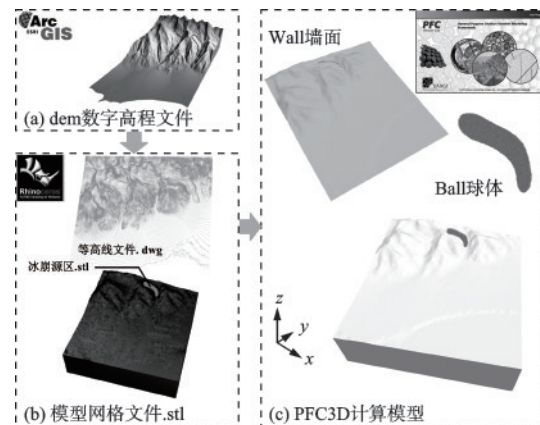 Arc
ESRI GIS
(a) dem数字高程文件
Rhinoceros
等高线文件.dwg
冰崩源区.stl
(b) 模型网格文件.stl
Wall墙面
PFC
Ball球体
z
y
x
(c) PFC3D计算模型